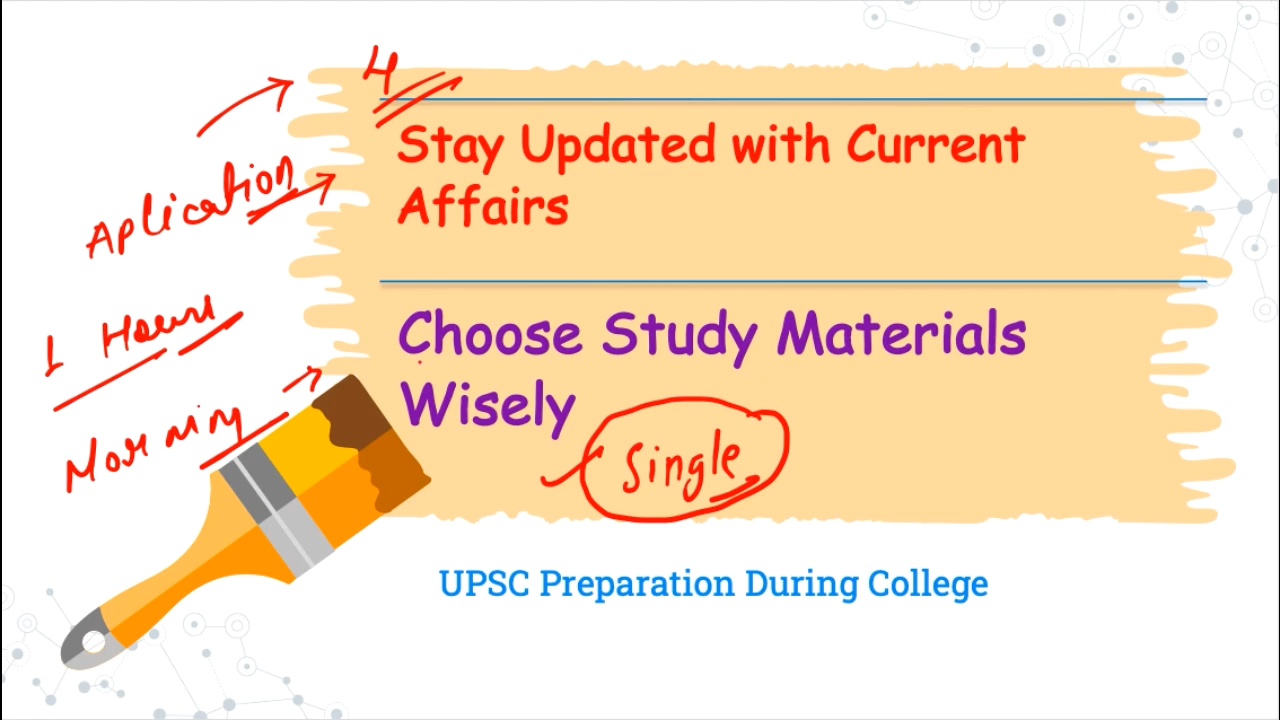 4
Stay Updated with Current
Affairs
Aplication
1 Hours
Morning
Choose Study Materials
Wisely
Single
UPSC Preparation During College